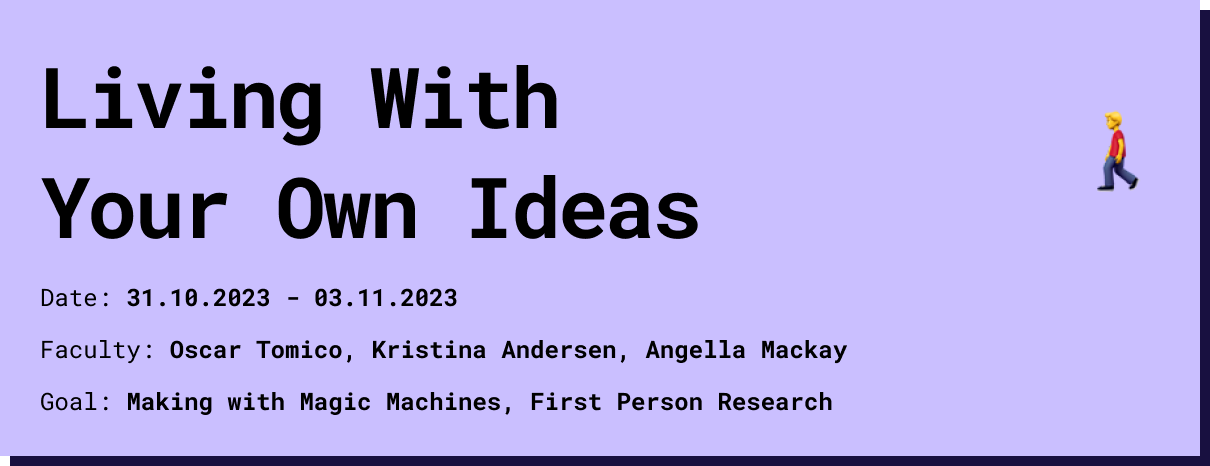 Living With
Your Own Ideas
Date: 31.10.2023 - 03.11.2023
Faculty: Oscar Tomico, Kristina Andersen, Angella Mackay
Goal: Making with Magic Machines, First Person Research